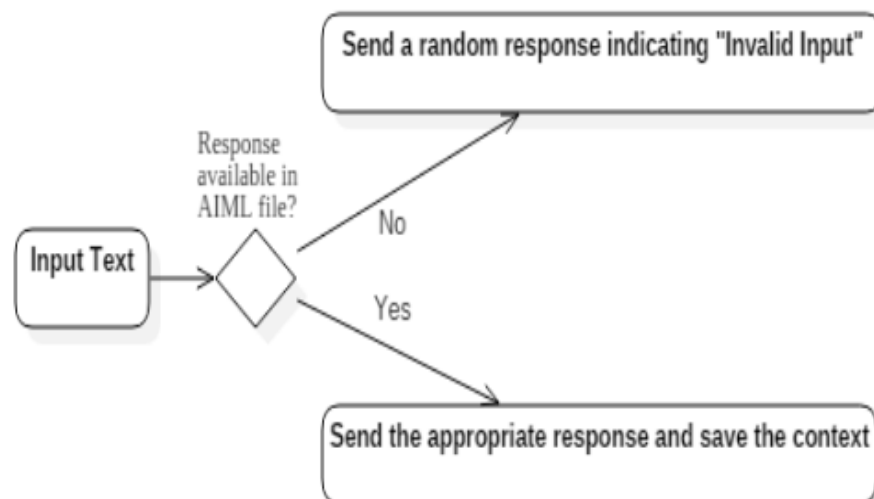 Send a random response indicating "Invalid Input"
Response
available in
AIML file?
No
Input Text
Yes
Send the appropriate response and save the context